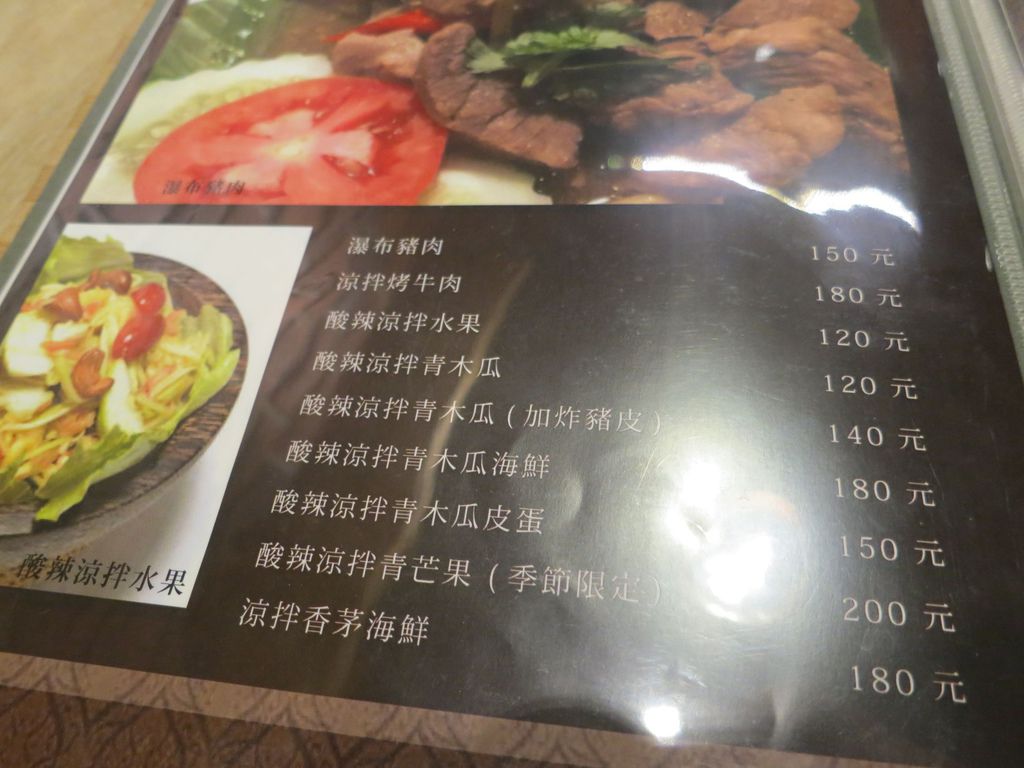 瀑布豬肉
瀑布豬肉 150 元
涼拌烤牛肉 180 元
酸辣涼拌水果 120 元
酸辣涼拌青木瓜 120 元
酸辣涼拌青木瓜（加炸豬皮） 140 元
酸辣涼拌青木瓜海鮮 180 元
酸辣涼拌青木瓜皮蛋 150 元
酸辣涼拌青芒果（季節限定） 200 元
涼拌香茅海鮮 180 元
酸辣涼拌水果